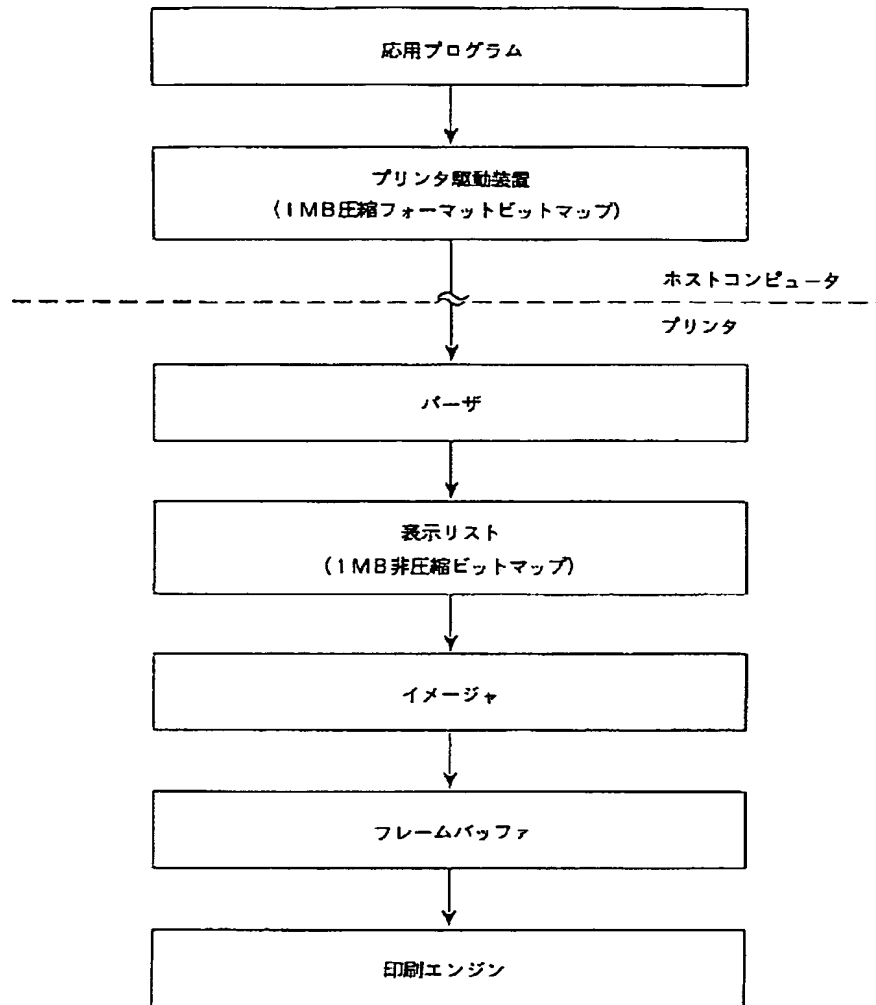 応用プログラム
プリンタ駆動装置
(1MB圧縮フォーマットビットマップ)
ホストコンピュータ
プリンタ
パーザ
表示リスト
(1MB非圧縮ビットマップ)
イメージャ
フレームバッファ
印刷エンジン